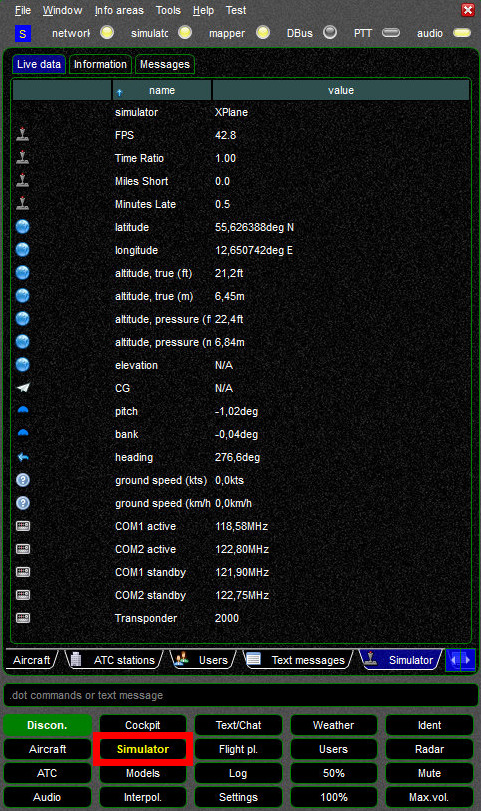 File Window Info areas Tools Help Test
S network simulato mapper DBus PTT audio
Live data Information Messages
name value
simulator XPlane
FPS 42.8
Time Ratio 1.00
Miles Short 0.0
Minutes Late 0.5
latitude 55,626388deg N
longitude 12,650742deg E
altitude, true (ft) 21,2ft
altitude, true (m) 6,45m
altitude, pressure (f 22,4ft
altitude, pressure (n 6,84m
elevation N/A
CG N/A
pitch -1,02deg
bank -0,04deg
heading 276,6deg
ground speed (kts) 0,0kts
ground speed (km/h 0,0km/h
COM1 active 118,58MHz
COM2 active 122,80MHz
COM1 standby 121,90MHz
COM2 standby 122,75MHz
Transponder 2000
Aircraft ATC stations Users Text messages Simulator
.dot commands or text message
Discon. Cockpit Text/Chat Weather Ident
Aircraft Simulator Flight pl. Users Radar
ATC Models Log 50% Mute
Audio Interpol. Settings 100% Max.vol.